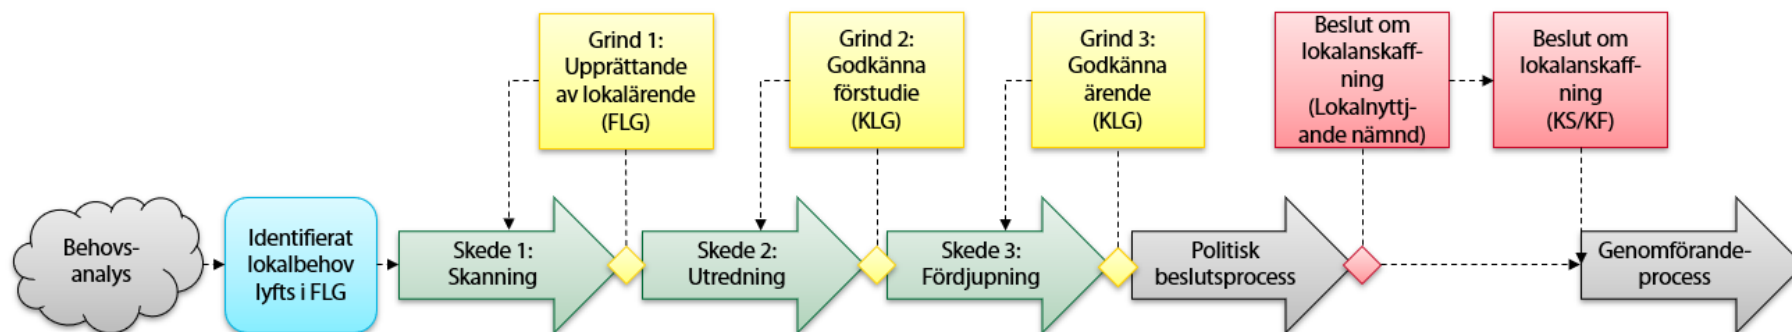 Grind 1:
Upprättande
av lokalärende
(FLG)
Grind 2:
Godkänna
förstudie
(KLG)
Grind 3:
Godkänna
ärende
(KLG)
Beslut om
lokalanskaff-
ning
(Lokalnyttj-
ande nämnd)
Beslut om
lokalanskaff-
ning
(KS/KF)
Behovs-
analys
Identifierat
lokalbehov
lyfts i FLG
Skede 1:
Skanning
Skede 2:
Utredning
Skede 3:
Fördjupning
Politisk
beslutsprocess
Genomförande-
process